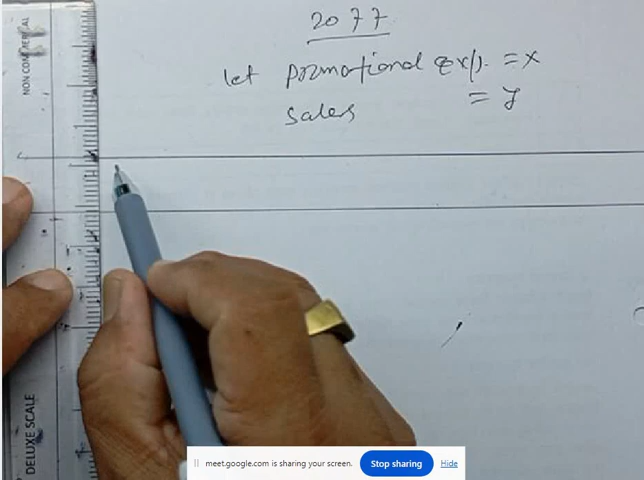 2077
let promotional exp. = x
sales = y
NON COMMERCIAL
DELUXE SCALE
meet.google.com is sharing your screen.
Stop sharing
Hide